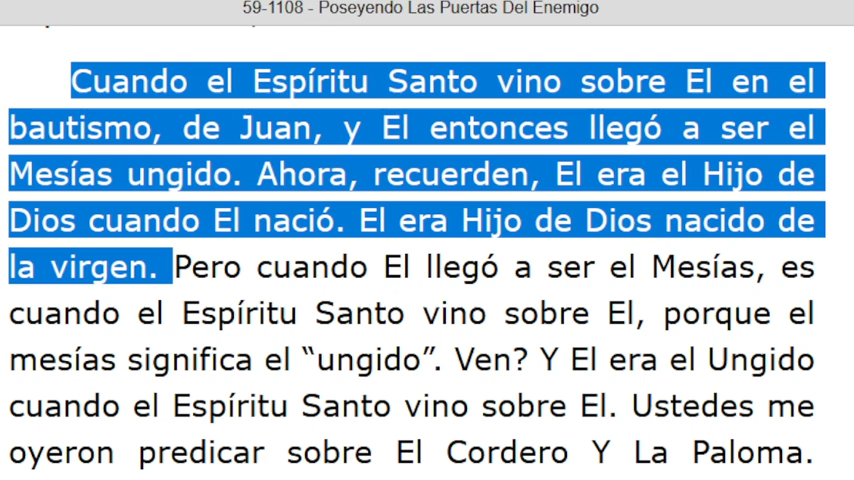 59-1108 - Poseyendo Las Puertas Del Enemigo
Cuando el Espíritu Santo vino sobre El en el
bautismo, de Juan, y El entonces llegó a ser el
Mesías ungido. Ahora, recuerden, El era el Hijo de
Dios cuando El nació. El era Hijo de Dios nacido de
la virgen. Pero cuando El llegó a ser el Mesías, es
cuando el Espíritu Santo vino sobre El, porque el
mesías significa el “ungido”. Ven? Y El era el Ungido
cuando el Espíritu Santo vino sobre El. Ustedes me
oyeron predicar sobre El Cordero Y La Paloma.